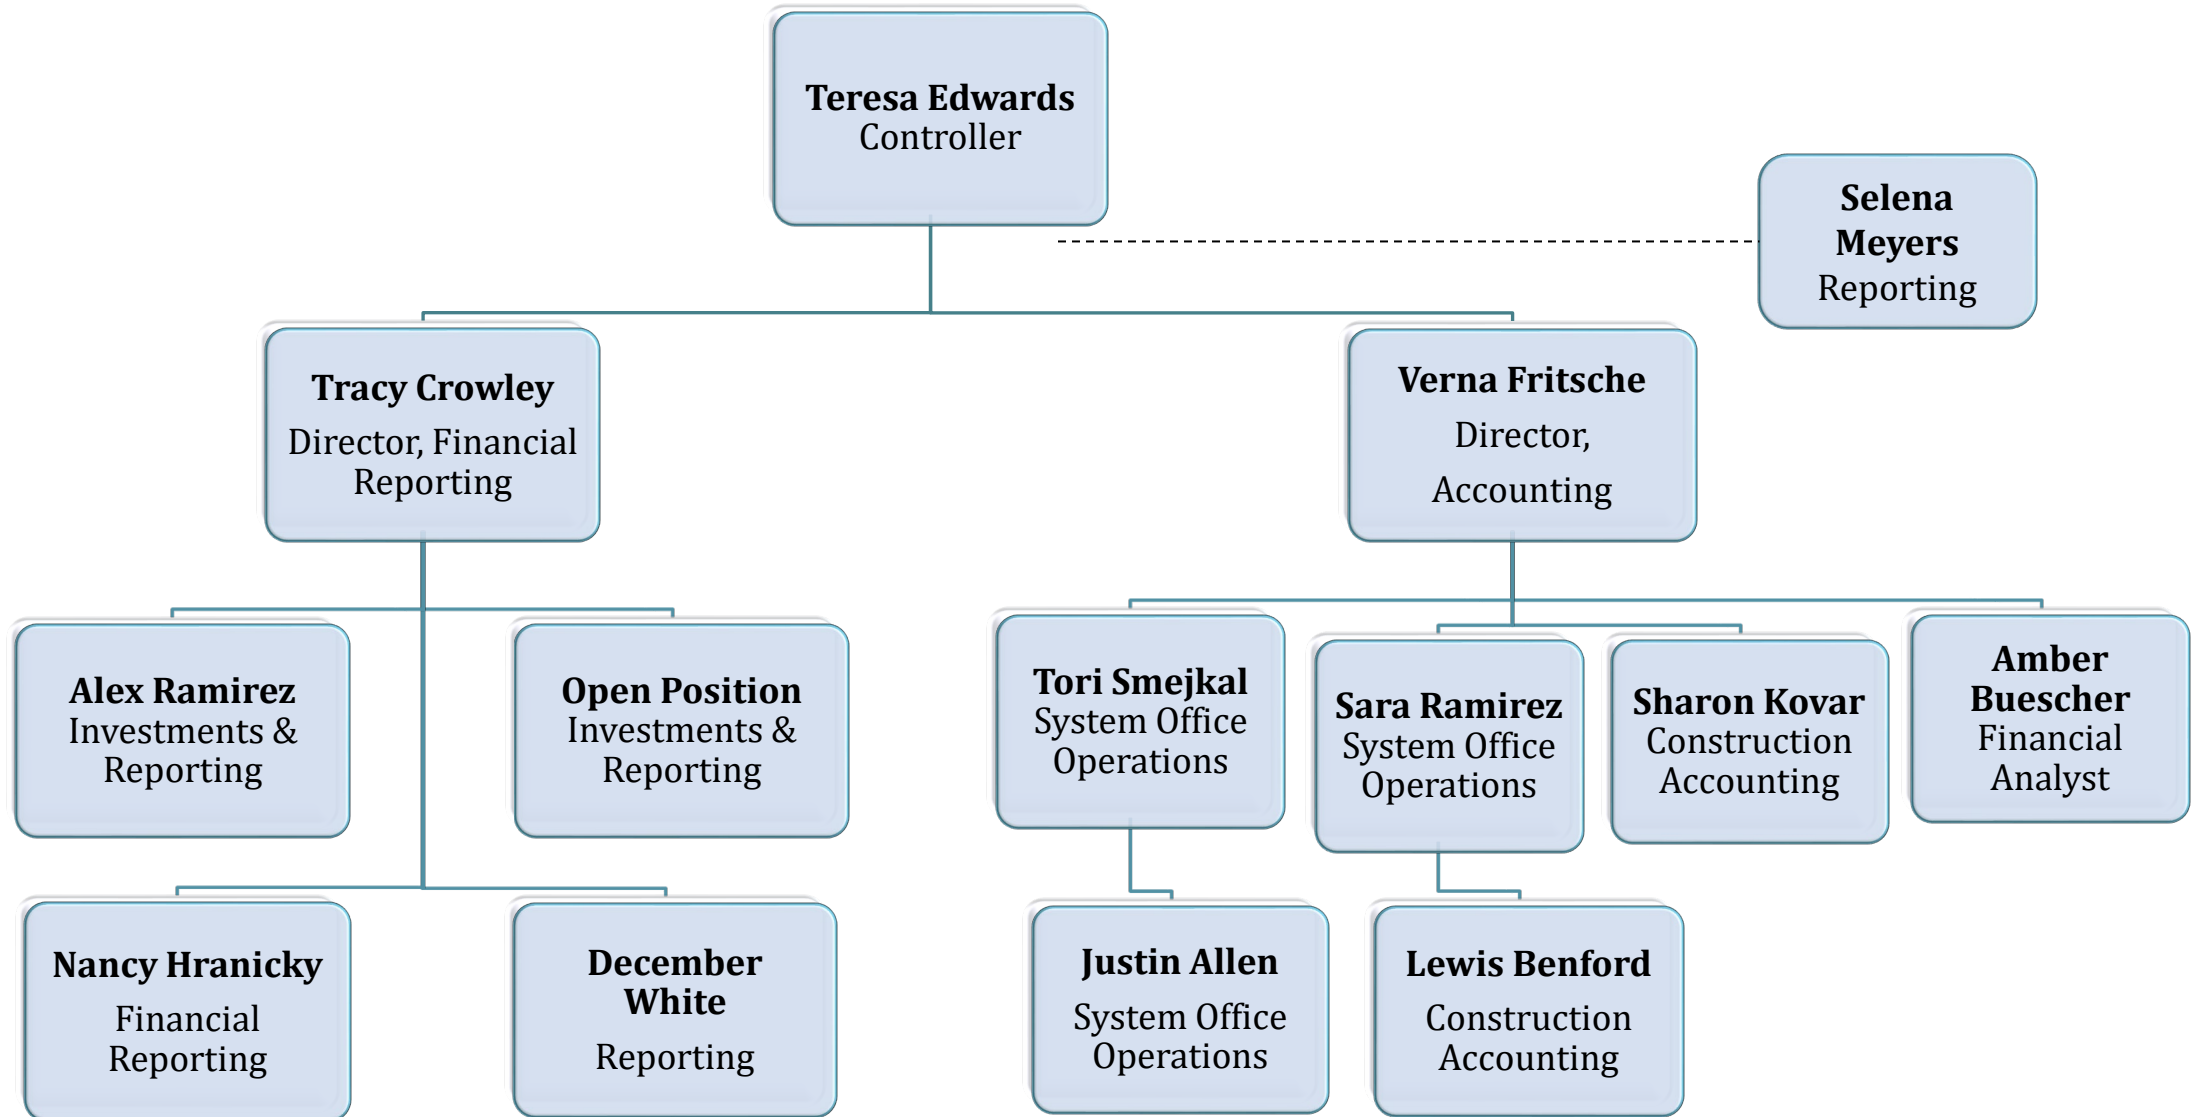 Teresa Edwards
Controller
Selena
Meyers
Reporting
Tracy Crowley
Director, Financial
Reporting
Verna Fritsche
Director,
Accounting
Alex Ramirez
Investments &
Reporting
Open Position
Investments &
Reporting
Tori Smejkal
System Office
Operations
Sara Ramirez
System Office
Operations
Sharon Kovar
Construction
Accounting
Amber
Buescher
Financial
Analyst
Nancy Hranicky
Financial
Reporting
December
White
Reporting
Justin Allen
System Office
Operations
Lewis Benford
Construction
Accounting